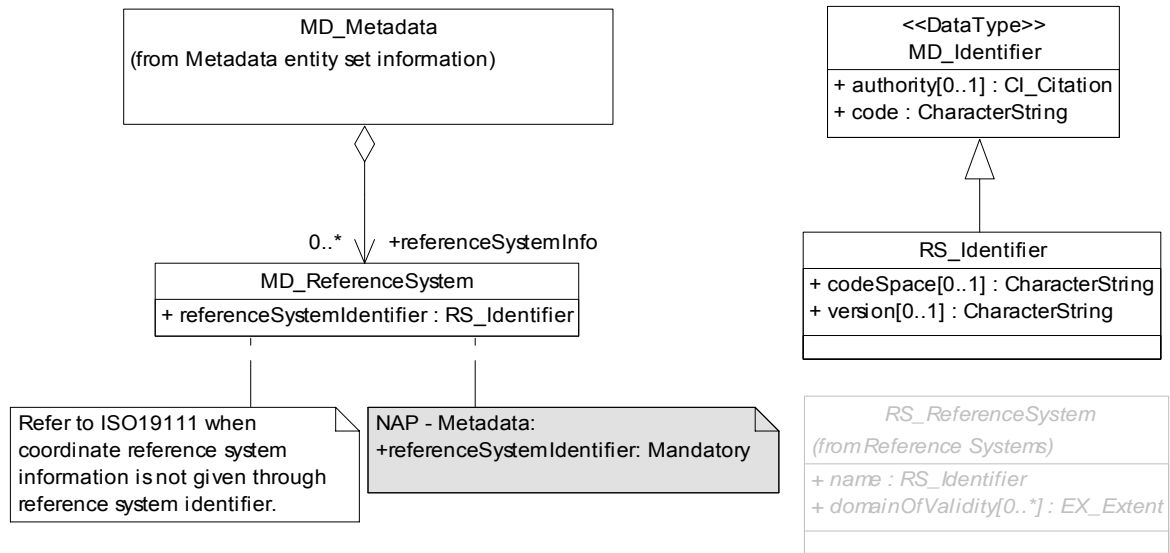 MD_Metadata
(from Metadata entity set information)
0..* +referenceSystemInfo
MD_ReferenceSystem
+ referenceSystemIdentifier : RS_Identifier
Refer to ISO19111 when
coordinate reference system
information is not given through
reference system identifier.
NAP - Metadata:
+referenceSystemIdentifier: Mandatory
<<DataType>>
MD_Identifier
+ authority[0..1] : CI_Citation
+ code : CharacterString
RS_Identifier
+ codeSpace[0..1] : CharacterString
+ version[0..1] : CharacterString
RS_ReferenceSystem
(from Reference Systems)
+ name : RS_Identifier
+ domainOfValidity[0..*] : EX_Extent